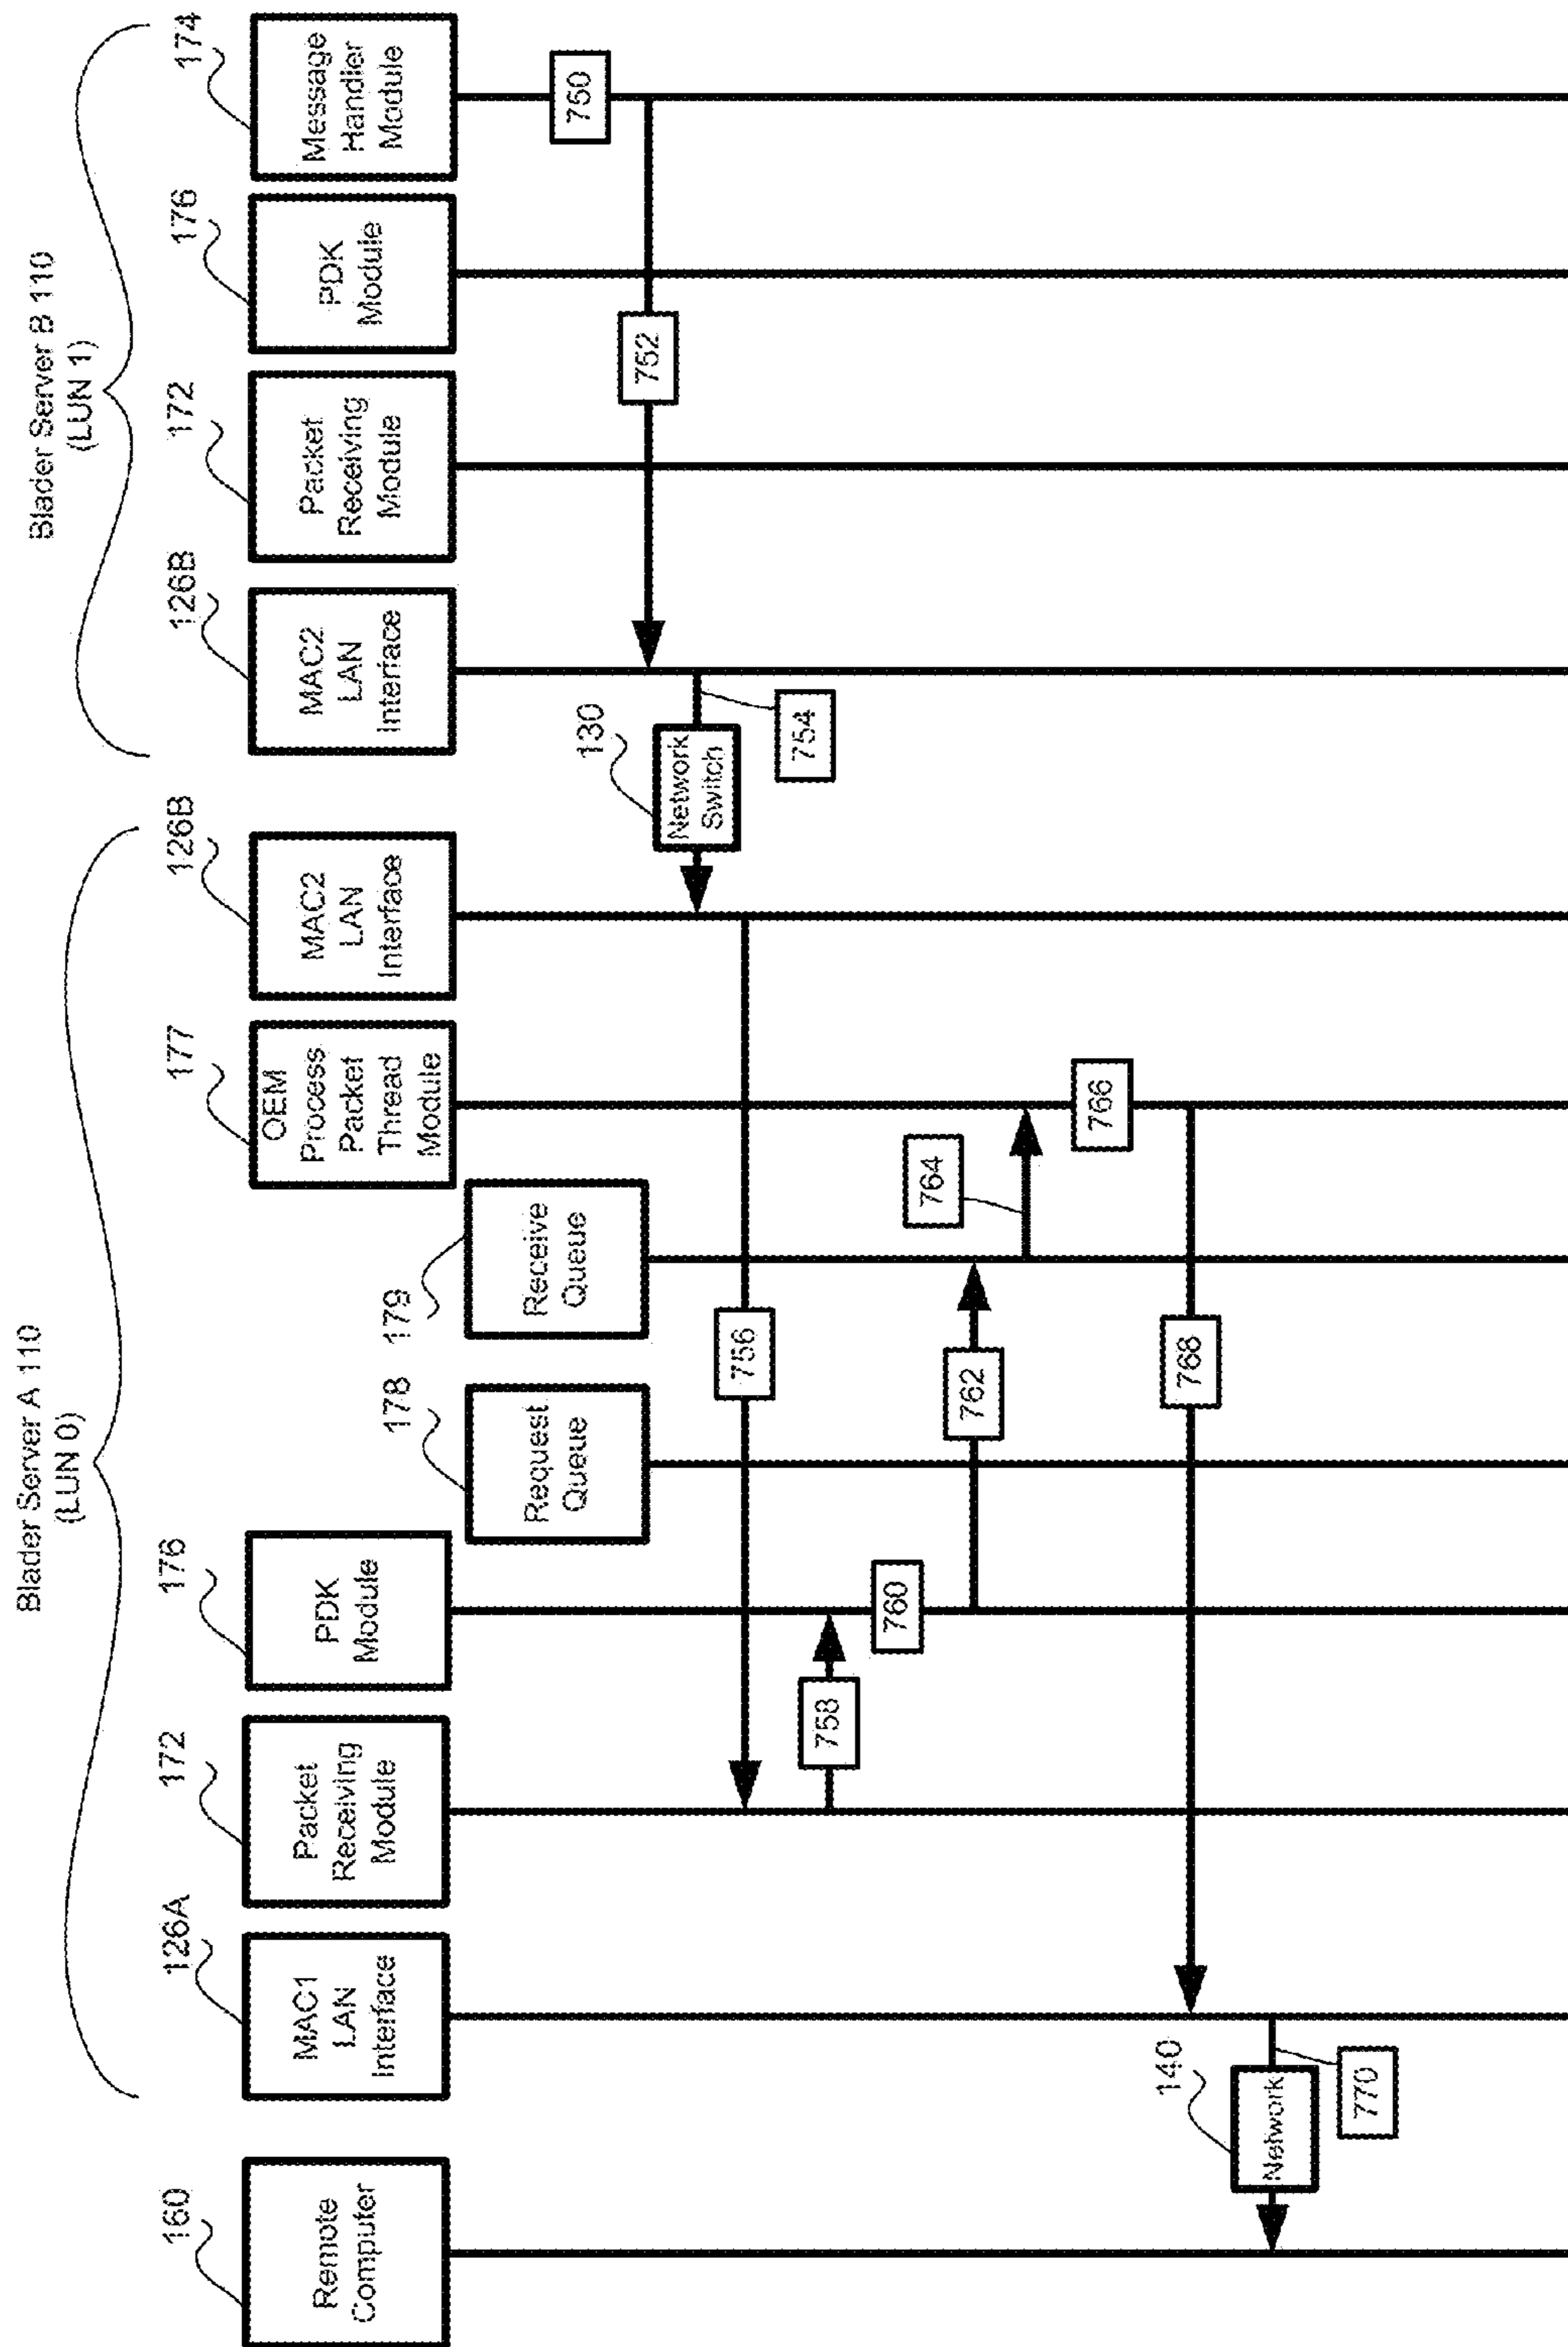 Blader Server A 110
(LUN 0)
Blader Server B 110
(LUN 1)
160
126A
172
176
178
179
177
126B
126B
172
176
174
Remote
Computer
MAC1
LAN
Interface
Packet
Receiving
Module
PDK
Module
Request
Queue
Receive
Queue
OEM
Process
Packet
Thread
Module
MAC2
LAN
Interface
MAC2
LAN
Interface
Packet
Receiving
Module
PDK
Module
Message
Handler
Module
750
752
130
Network
Switch
754
756
758
760
762
764
766
768
140
Network
770